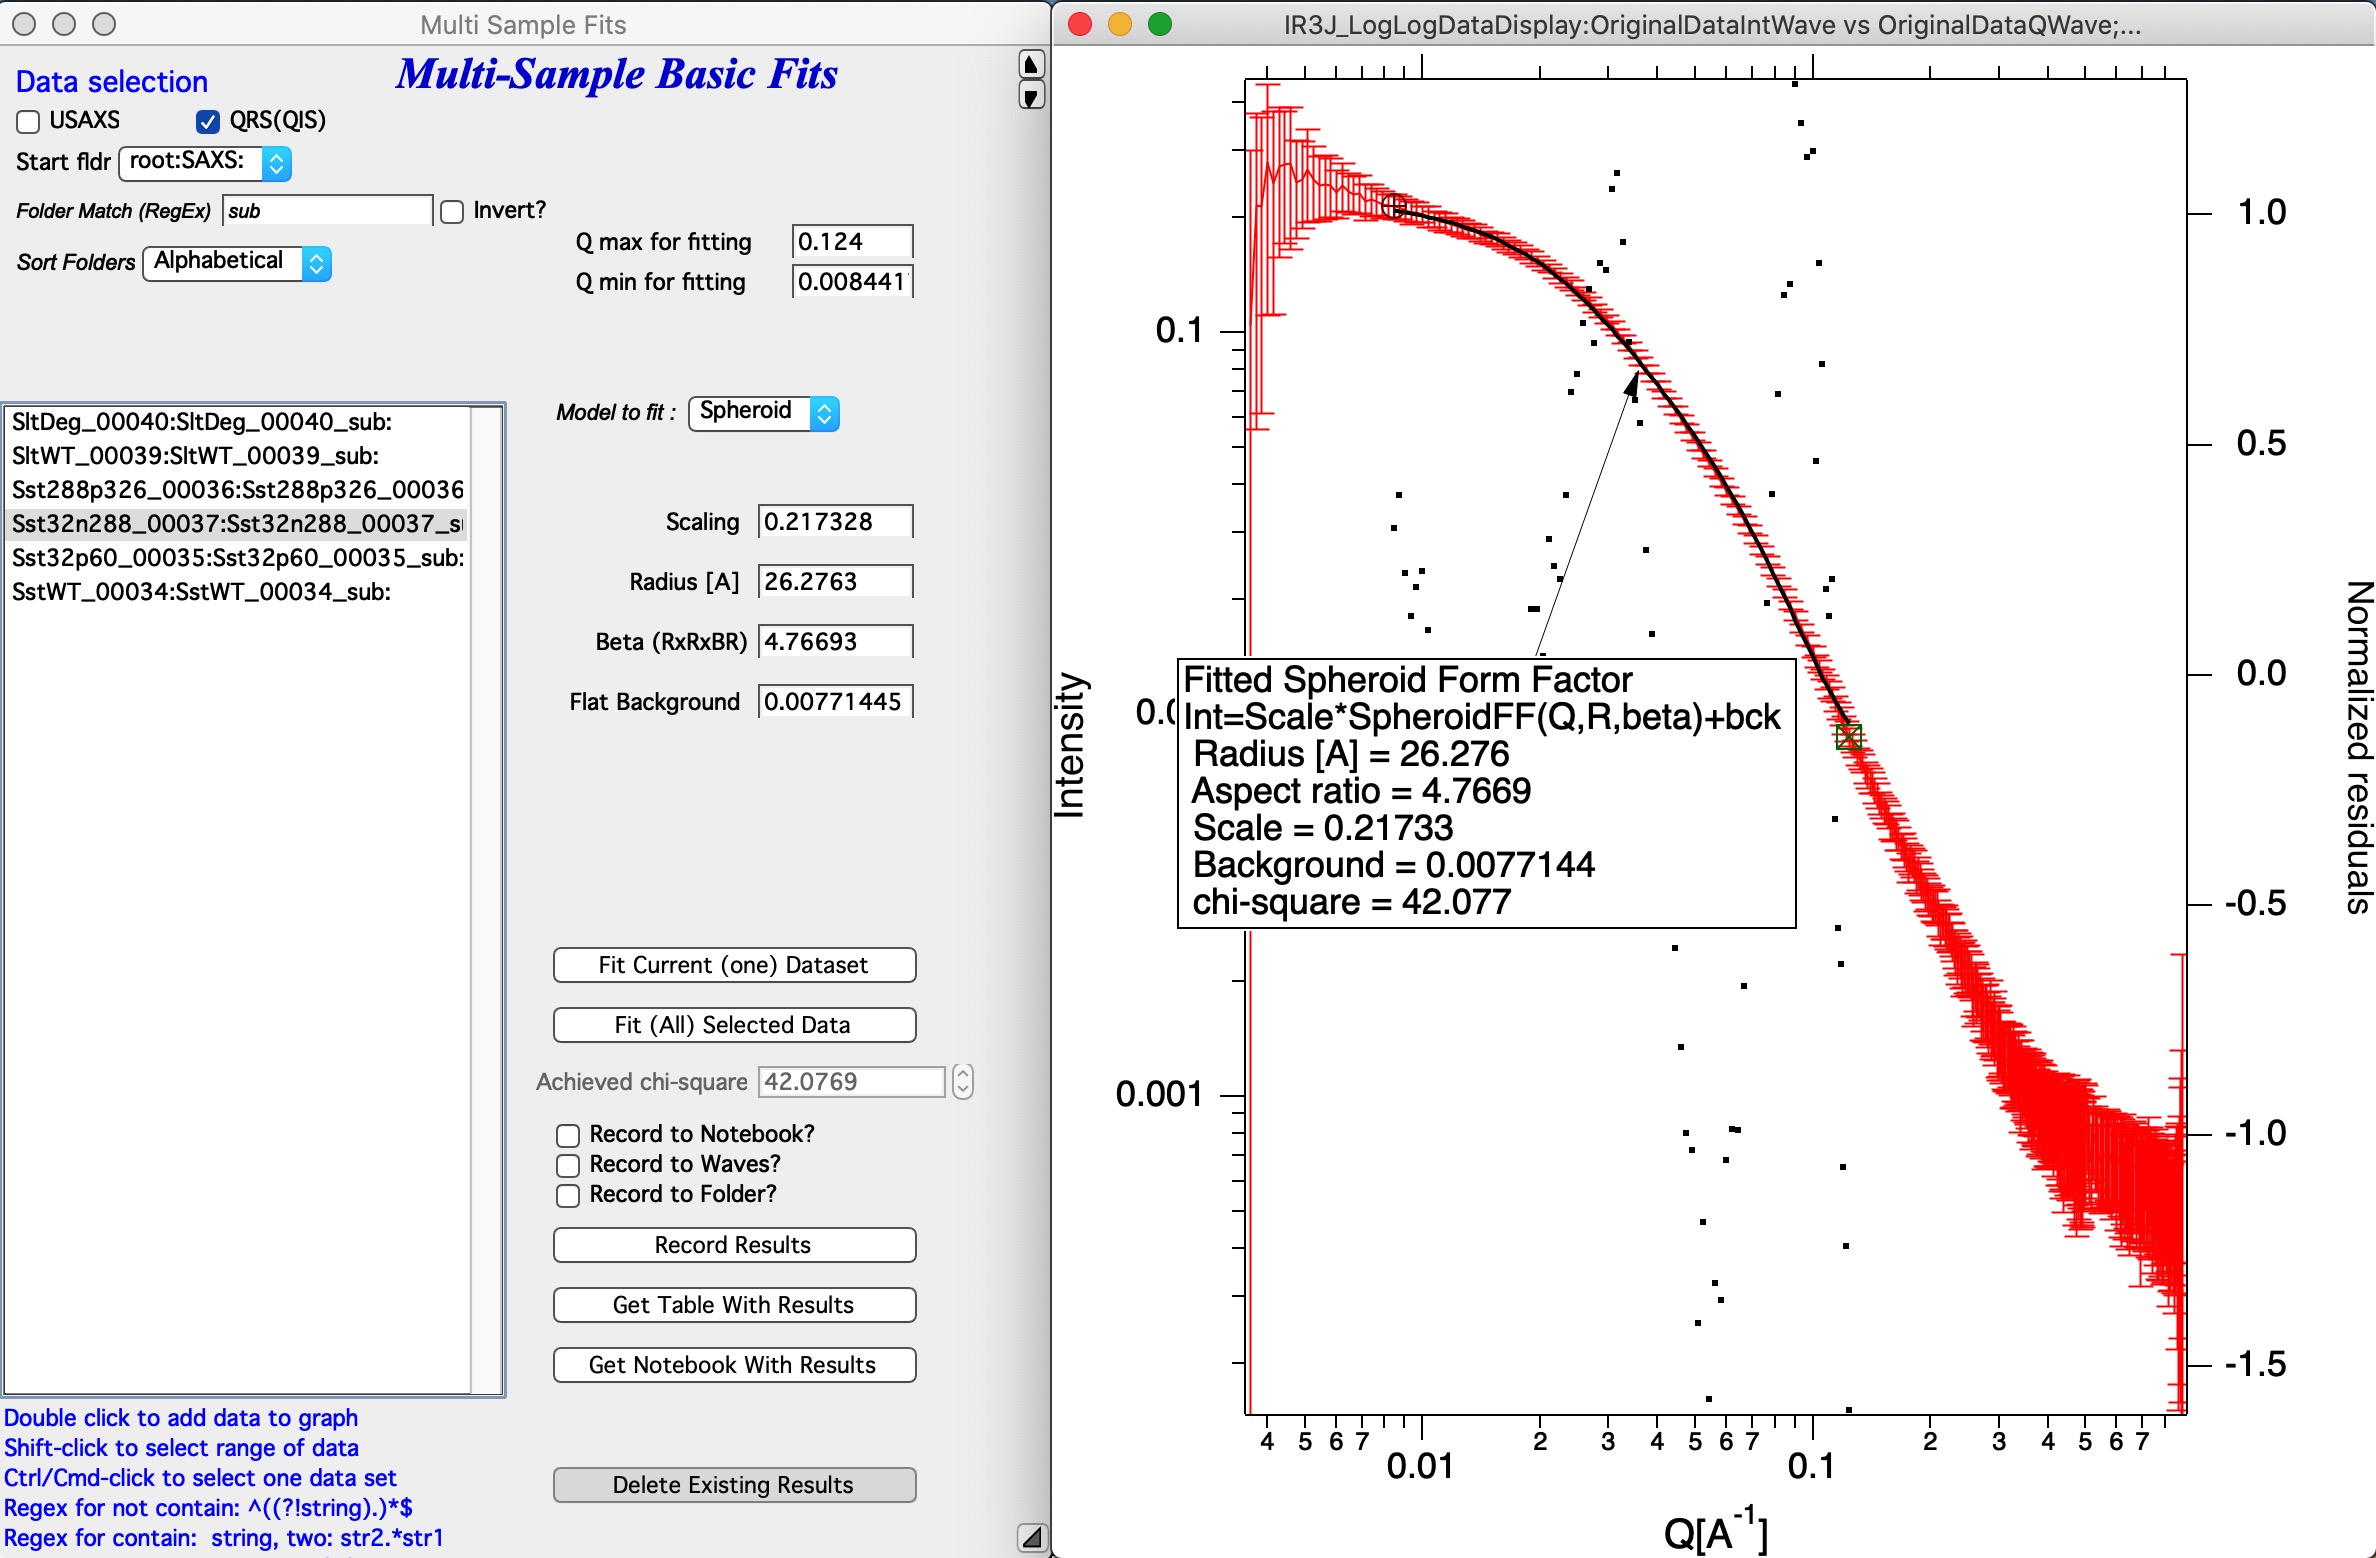 Multi Sample Fits
Data selection
Multi-Sample Basic Fits
USAXS
QRS(QIS)
Start fldr root:SAXS:
Folder Match (RegEx) sub
Invert?
Sort Folders Alphabetical
Q max for fitting 0.124
Q min for fitting 0.008441
SltDeg_00040:SltDeg_00040_sub:
SltWT_00039:SltWT_00039_sub:
Sst288p326_00036:Sst288p326_00036
Sst32n288_00037:Sst32n288_00037_s
Sst32p60_00035:Sst32p60_00035_sub:
SstWT_00034:SstWT_00034_sub:
Model to fit : Spheroid
Scaling 0.217328
Radius [A] 26.2763
Beta (RxRxBR) 4.76693
Flat Background 0.00771445
Fit Current (one) Dataset
Fit (All) Selected Data
Achieved chi-square 42.0769
Record to Notebook?
Record to Waves?
Record to Folder?
Record Results
Get Table With Results
Get Notebook With Results
Delete Existing Results
Double click to add data to graph
Shift-click to select range of data
Ctrl/Cmd-click to select one data set
Regex for not contain: ^((?!string).)*$
Regex for contain: string, two: str2.*str1
IR3J_LogLogDataDisplay:OriginalDataIntWave vs OriginalDataQWave;...
Intensity
0.1
0.0
0.001
Fitted Spheroid Form Factor
Int=Scale*SpheroidFF(Q,R,beta)+bck
Radius [A] = 26.276
Aspect ratio = 4.7669
Scale = 0.21733
Background = 0.0077144
chi-square = 42.077
1.0
0.5
0.0
-0.5
-1.0
-1.5
Normalized residuals
4 5 6 7 2 3 4 5 6 7 2 3 4 5 6 7
0.01 0.1
Q[A-1]